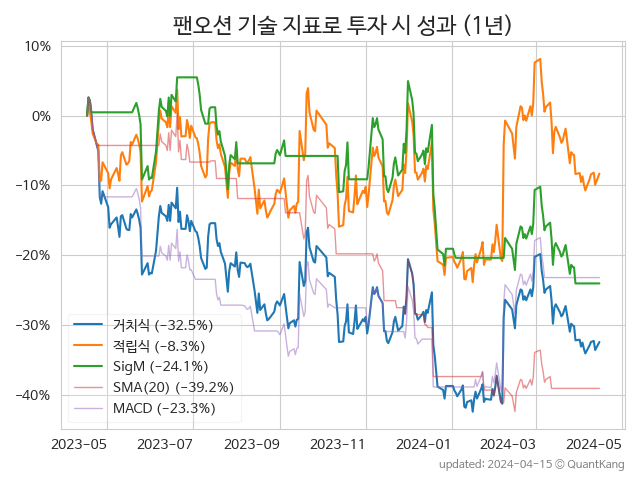 팬오션 기술 지표로 투자 시 성과 (1년)
10%
0%
−10%
−20%
−30%
−40%
거치식 (−32.5%)
적립식 (−8.3%)
SigM (−24.1%)
SMA(20) (−39.2%)
MACD (−23.3%)
2023-05 2023-07 2023-09 2023-11 2024-01 2024-03 2024-05
updated: 2024-04-15 © QuantKang